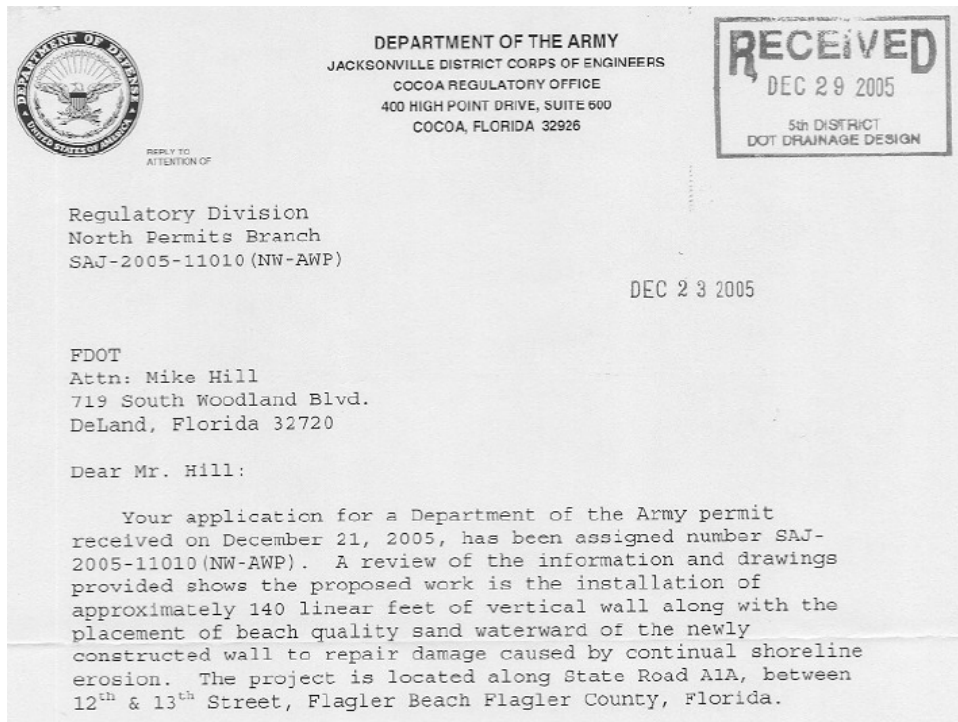 DEPARTMENT OF DEFENSE
UNITED STATES OF AMERICA
DEPARTMENT OF THE ARMY
JACKSONVILLE DISTRICT CORPS OF ENGINEERS
COCOA REGULATORY OFFICE
400 HIGH POINT DRIVE, SUITE 600
COCOA, FLORIDA 32926
RECEIVED
DEC 29 2005
5th DISTRICT
DOT DRAINAGE DESIGN
REPLY TO
ATTENTION OF
Regulatory Division
North Permits Branch
SAJ-2005-11010(NW-AWP)
DEC 23 2005
FDOT
Attn: Mike Hill
719 South Woodland Blvd.
DeLand, Florida 32720
Dear Mr. Hill:
Your application for a Department of the Army permit
received on December 21, 2005, has been assigned number SAJ-
2005-11010(NW-AWP). A review of the information and drawings
provided shows the proposed work is the installation of
approximately 140 linear feet of vertical wall along with the
placement of beach quality sand waterward of the newly
constructed wall to repair damage caused by continual shoreline
erosion. The project is located along State Road A1A, between
12th & 13th Street, Flagler Beach Flagler County, Florida.